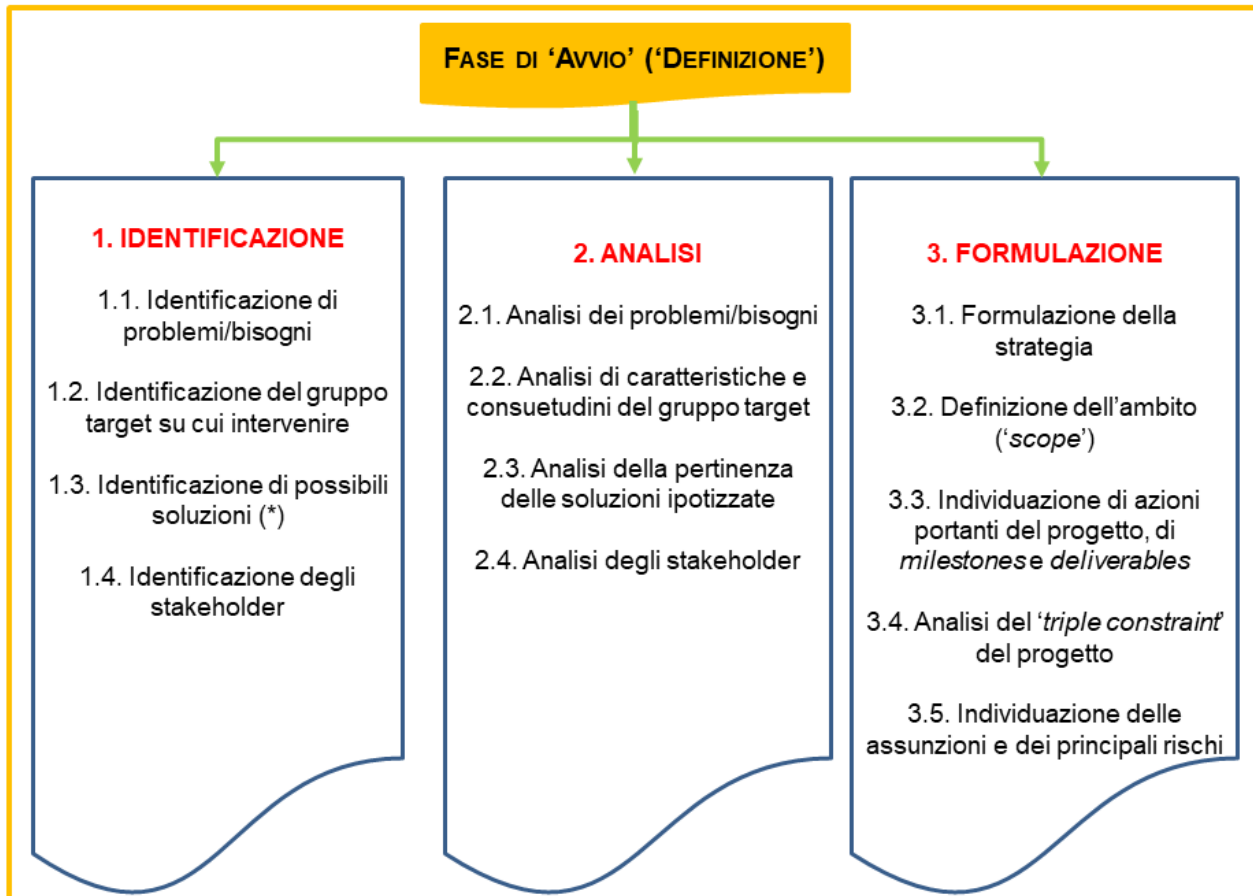 FASE DI ‘AVVIO’ (‘DEFINIZIONE’)
1. IDENTIFICAZIONE
1.1. Identificazione di
problemi/bisogni
1.2. Identificazione del gruppo
target su cui intervenire
1.3. Identificazione di possibili
soluzioni (*)
1.4. Identificazione degli
stakeholder
2. ANALISI
2.1. Analisi dei problemi/bisogni
2.2. Analisi di caratteristiche e
consuetudini del gruppo target
2.3. Analisi della pertinenza
delle soluzioni ipotizzate
2.4. Analisi degli stakeholder
3. FORMULAZIONE
3.1. Formulazione della
strategia
3.2. Definizione dell’ambito
(‘scope’)
3.3. Individuazione di azioni
portanti del progetto, di
milestones e deliverables
3.4. Analisi del ‘triple constraint’
del progetto
3.5. Individuazione delle
assunzioni e dei principali rischi